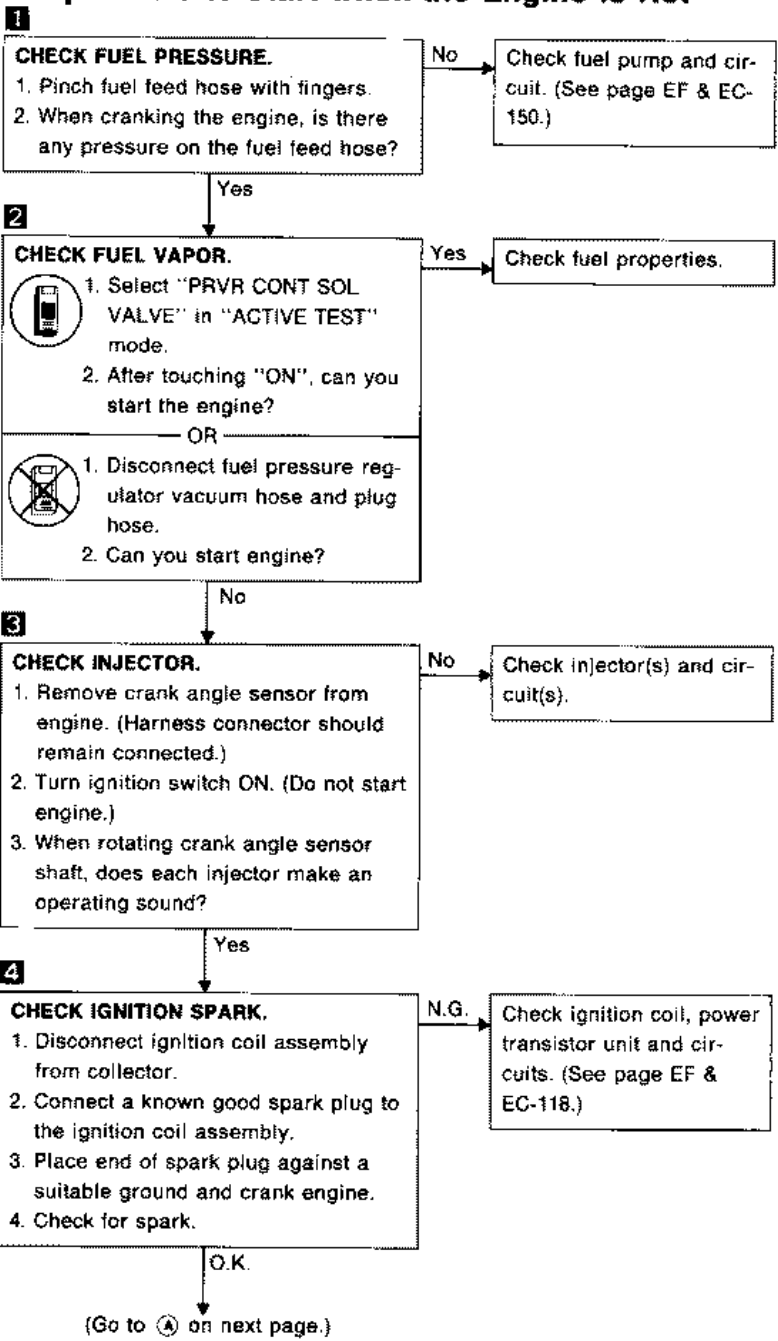 1
CHECK FUEL PRESSURE.
1. Pinch fuel feed hose with fingers.
2. When cranking the engine, is there
any pressure on the fuel feed hose?
No
Check fuel pump and cir-
cuit. (See page EF & EC-
150.)
Yes
2
CHECK FUEL VAPOR.
1. Select "PRVR CONT SOL
VALVE" in "ACTIVE TEST"
mode.
2. After touching "ON", can you
start the engine?
OR
1. Disconnect fuel pressure reg-
ulator vacuum hose and plug
hose.
2. Can you start engine?
Yes
Check fuel properties.
No
3
CHECK INJECTOR.
1. Remove crank angle sensor from
engine. (Harness connector should
remain connected.)
2. Turn ignition switch ON. (Do not start
engine.)
3. When rotating crank angle sensor
shaft, does each injector make an
operating sound?
No
Check injector(s) and cir-
cuit(s).
Yes
4
CHECK IGNITION SPARK.
1. Disconnect ignition coil assembly
from collector.
2. Connect a known good spark plug to
the ignition coil assembly.
3. Place end of spark plug against a
suitable ground and crank engine.
4. Check for spark.
N.G.
Check ignition coil, power
transistor unit and cir-
cuits. (See page EF &
EC-118.)
O.K.
(Go to Ⓐ on next page.)